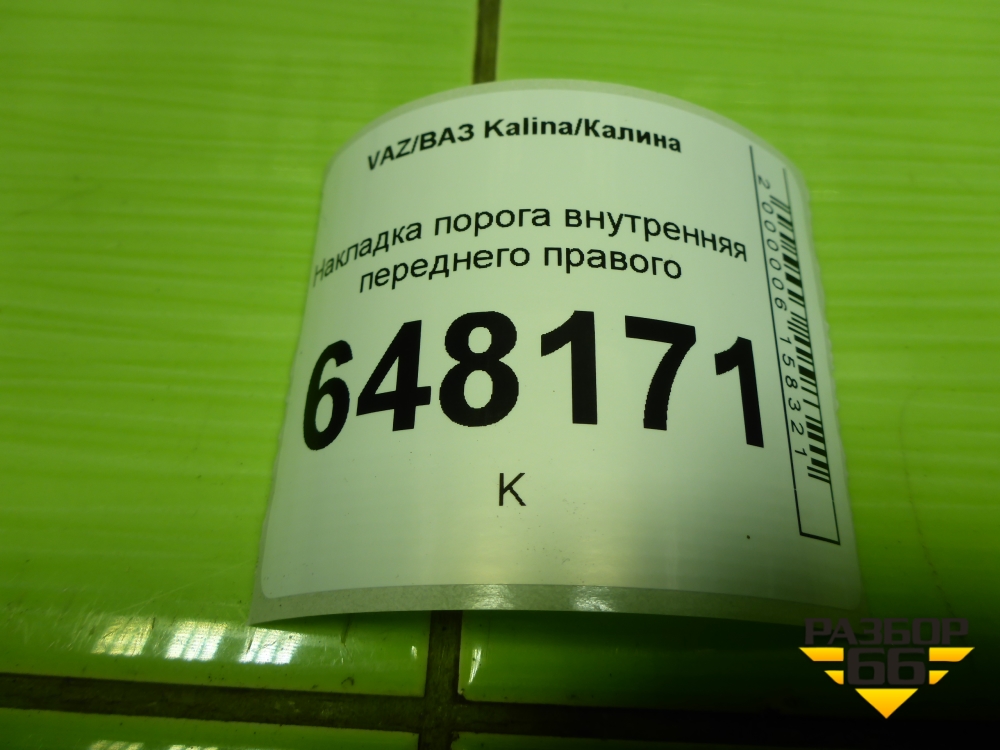 VAZ/ВАЗ Kalina/Калина
Накладка порога внутренняя
переднего правого
648171
К
2000006158321
РАЗБОР
66